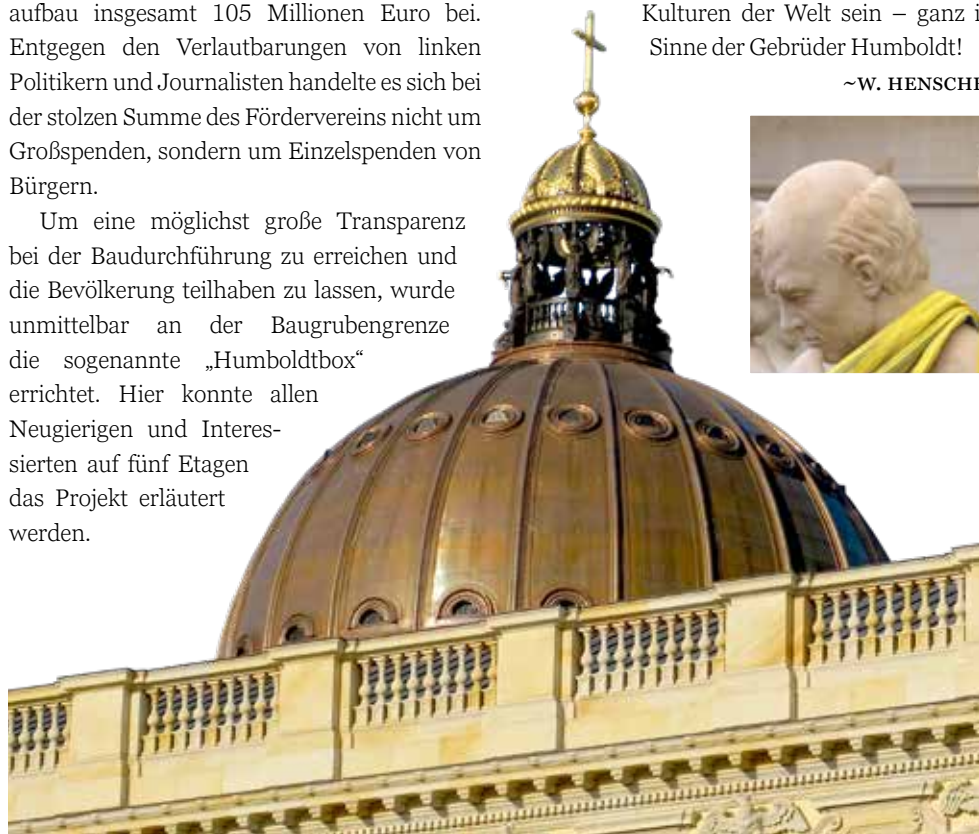 aufbau insgesamt 105 Millionen Euro bei.
Entgegen den Verlautbarungen von linken
Politikern und Journalisten handelte es sich bei
der stolzen Summe des Fördervereins nicht um
Großspenden, sondern um Einzelspenden von
Bürgern.
Um eine möglichst große Transparenz
bei der Baudurchführung zu erreichen und
die Bevölkerung teilhaben zu lassen, wurde
unmittelbar an der Baugrubengrenze
die sogenannte „Humboldtbox“
errichtet. Hier konnte allen
Neugierigen und Interes-
sierten auf fünf Etagen
das Projekt erläutert
werden.
Kulturen der Welt sein – ganz i
Sinne der Gebrüder Humboldt!
~W. HENSCHE